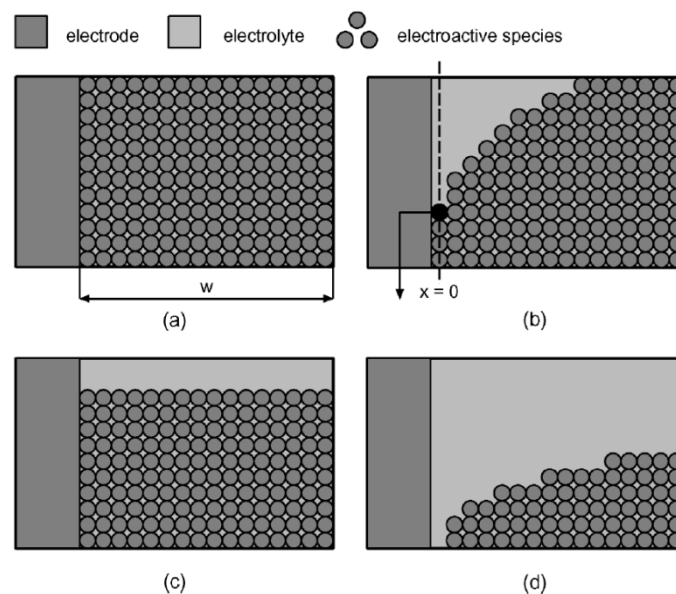 electrode electrolyte electroactive species
w
x = 0
(a) (b)
(c) (d)